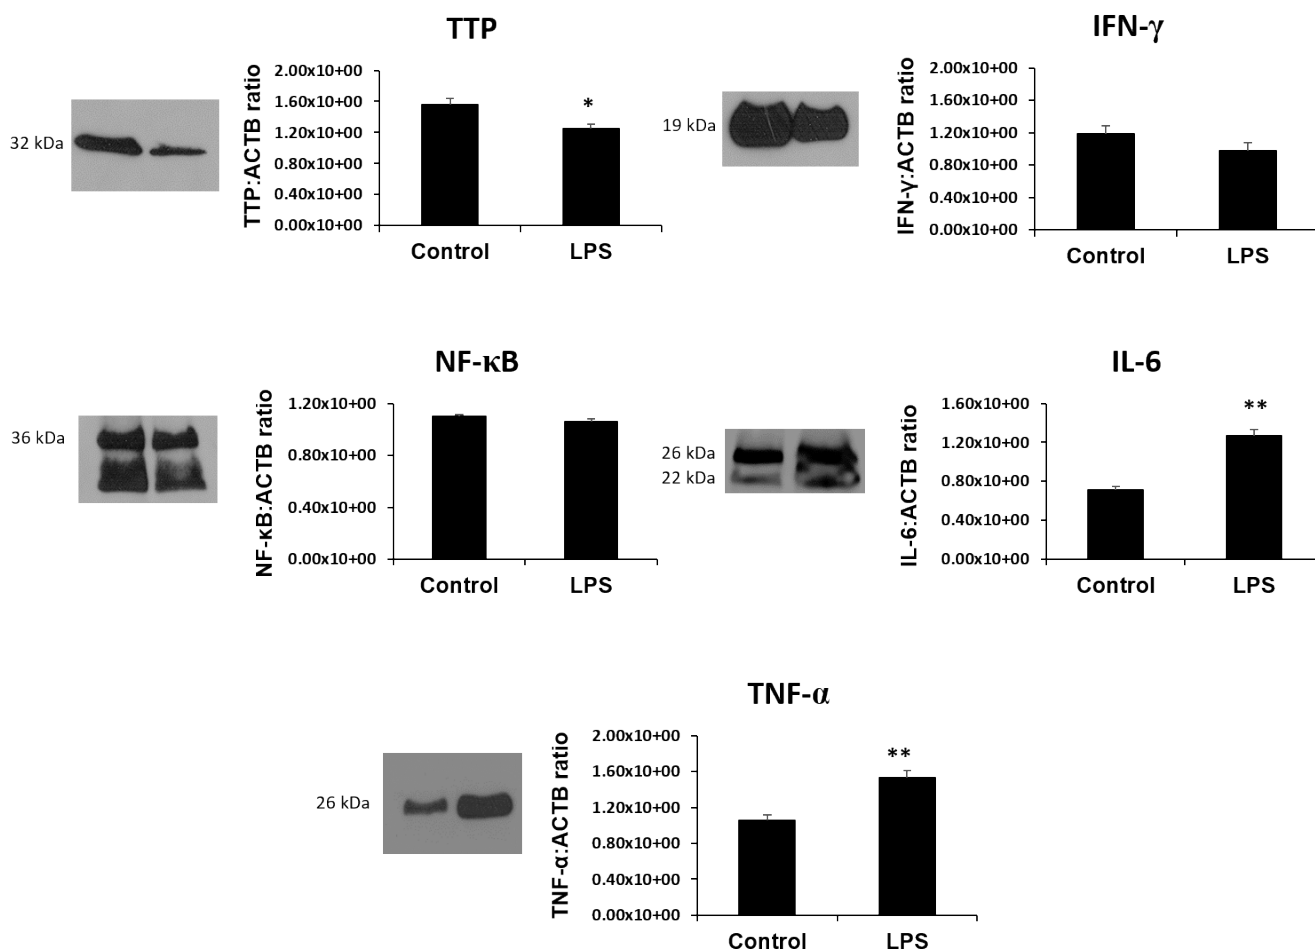 TTP
32 kDa
TTP:ACTB ratio
2.00x10+00
1.60x10+00
1.20x10+00
0.80x10+00
0.40x10+00
0.00x10+00
*
Control LPS
IFN-γ
19 kDa
IFN-γ:ACTB ratio
2.00x10+00
1.60x10+00
1.20x10+00
0.80x10+00
0.40x10+00
0.00x10+00
Control LPS
NF-κB
36 kDa
NF-κB:ACTB ratio
1.20x10+00
0.80x10+00
0.40x10+00
0.00x10+00
Control LPS
IL-6
26 kDa
22 kDa
IL-6:ACTB ratio
1.60x10+00
1.20x10+00
0.80x10+00
0.40x10+00
0.00x10+00
**
Control LPS
TNF-α
26 kDa
TNF-α:ACTB ratio
2.00x10+00
1.60x10+00
1.20x10+00
0.80x10+00
0.40x10+00
0.00x10+00
**
Control LPS